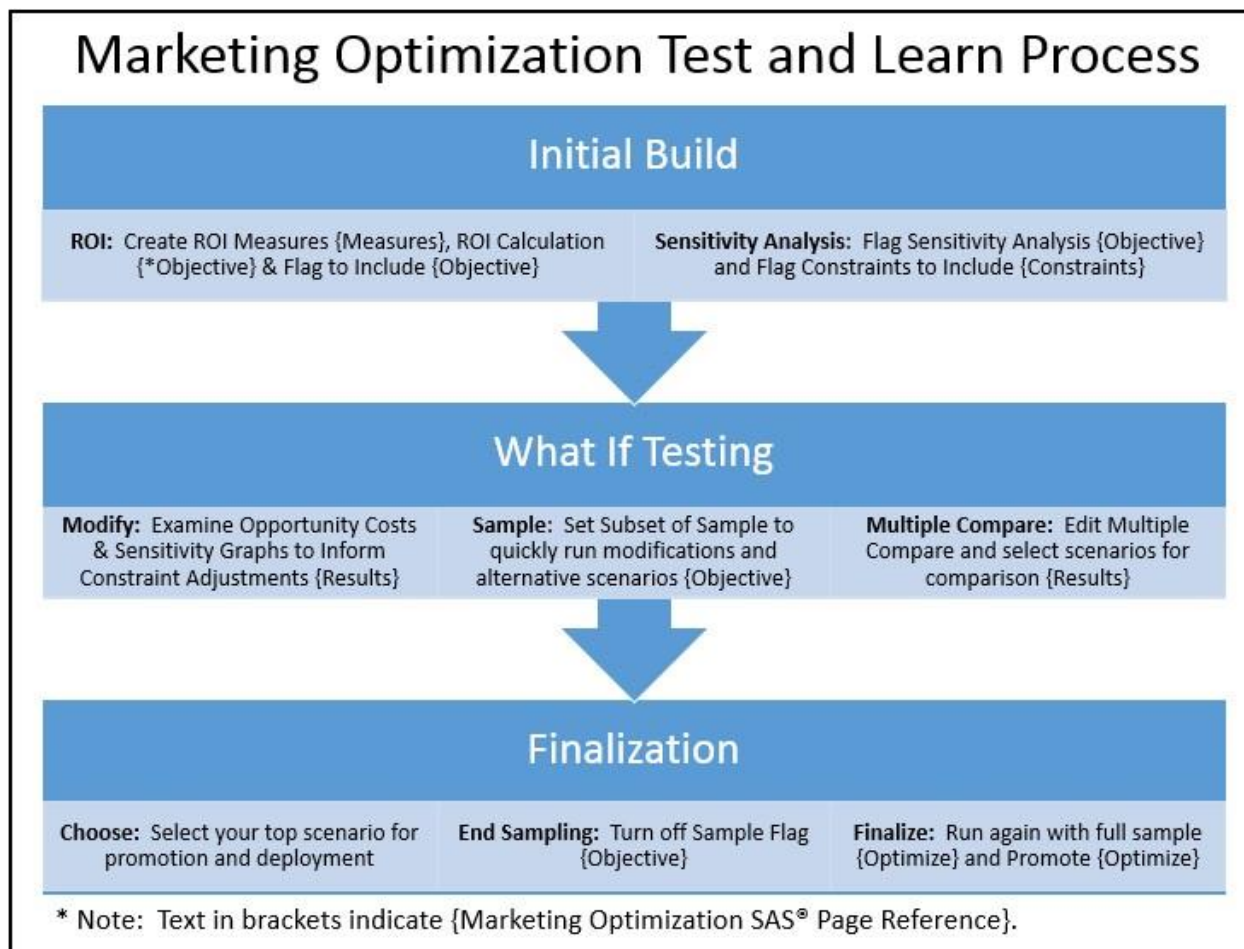 Marketing Optimization Test and Learn Process
Initial Build
ROI: Create ROI Measures {Measures}, ROI Calculation
{*Objective} & Flag to Include {Objective}
Sensitivity Analysis: Flag Sensitivity Analysis {Objective}
and Flag Constraints to Include {Constraints}
What If Testing
Modify: Examine Opportunity Costs
& Sensitivity Graphs to Inform
Constraint Adjustments {Results}
Sample: Set Subset of Sample to
quickly run modifications and
alternative scenarios {Objective}
Multiple Compare: Edit Multiple
Compare and select scenarios for
comparison {Results}
Finalization
Choose: Select your top scenario for
promotion and deployment
End Sampling: Turn off Sample Flag
{Objective}
Finalize: Run again with full sample
{Optimize} and Promote {Optimize}
* Note: Text in brackets indicate {Marketing Optimization SAS® Page Reference}.